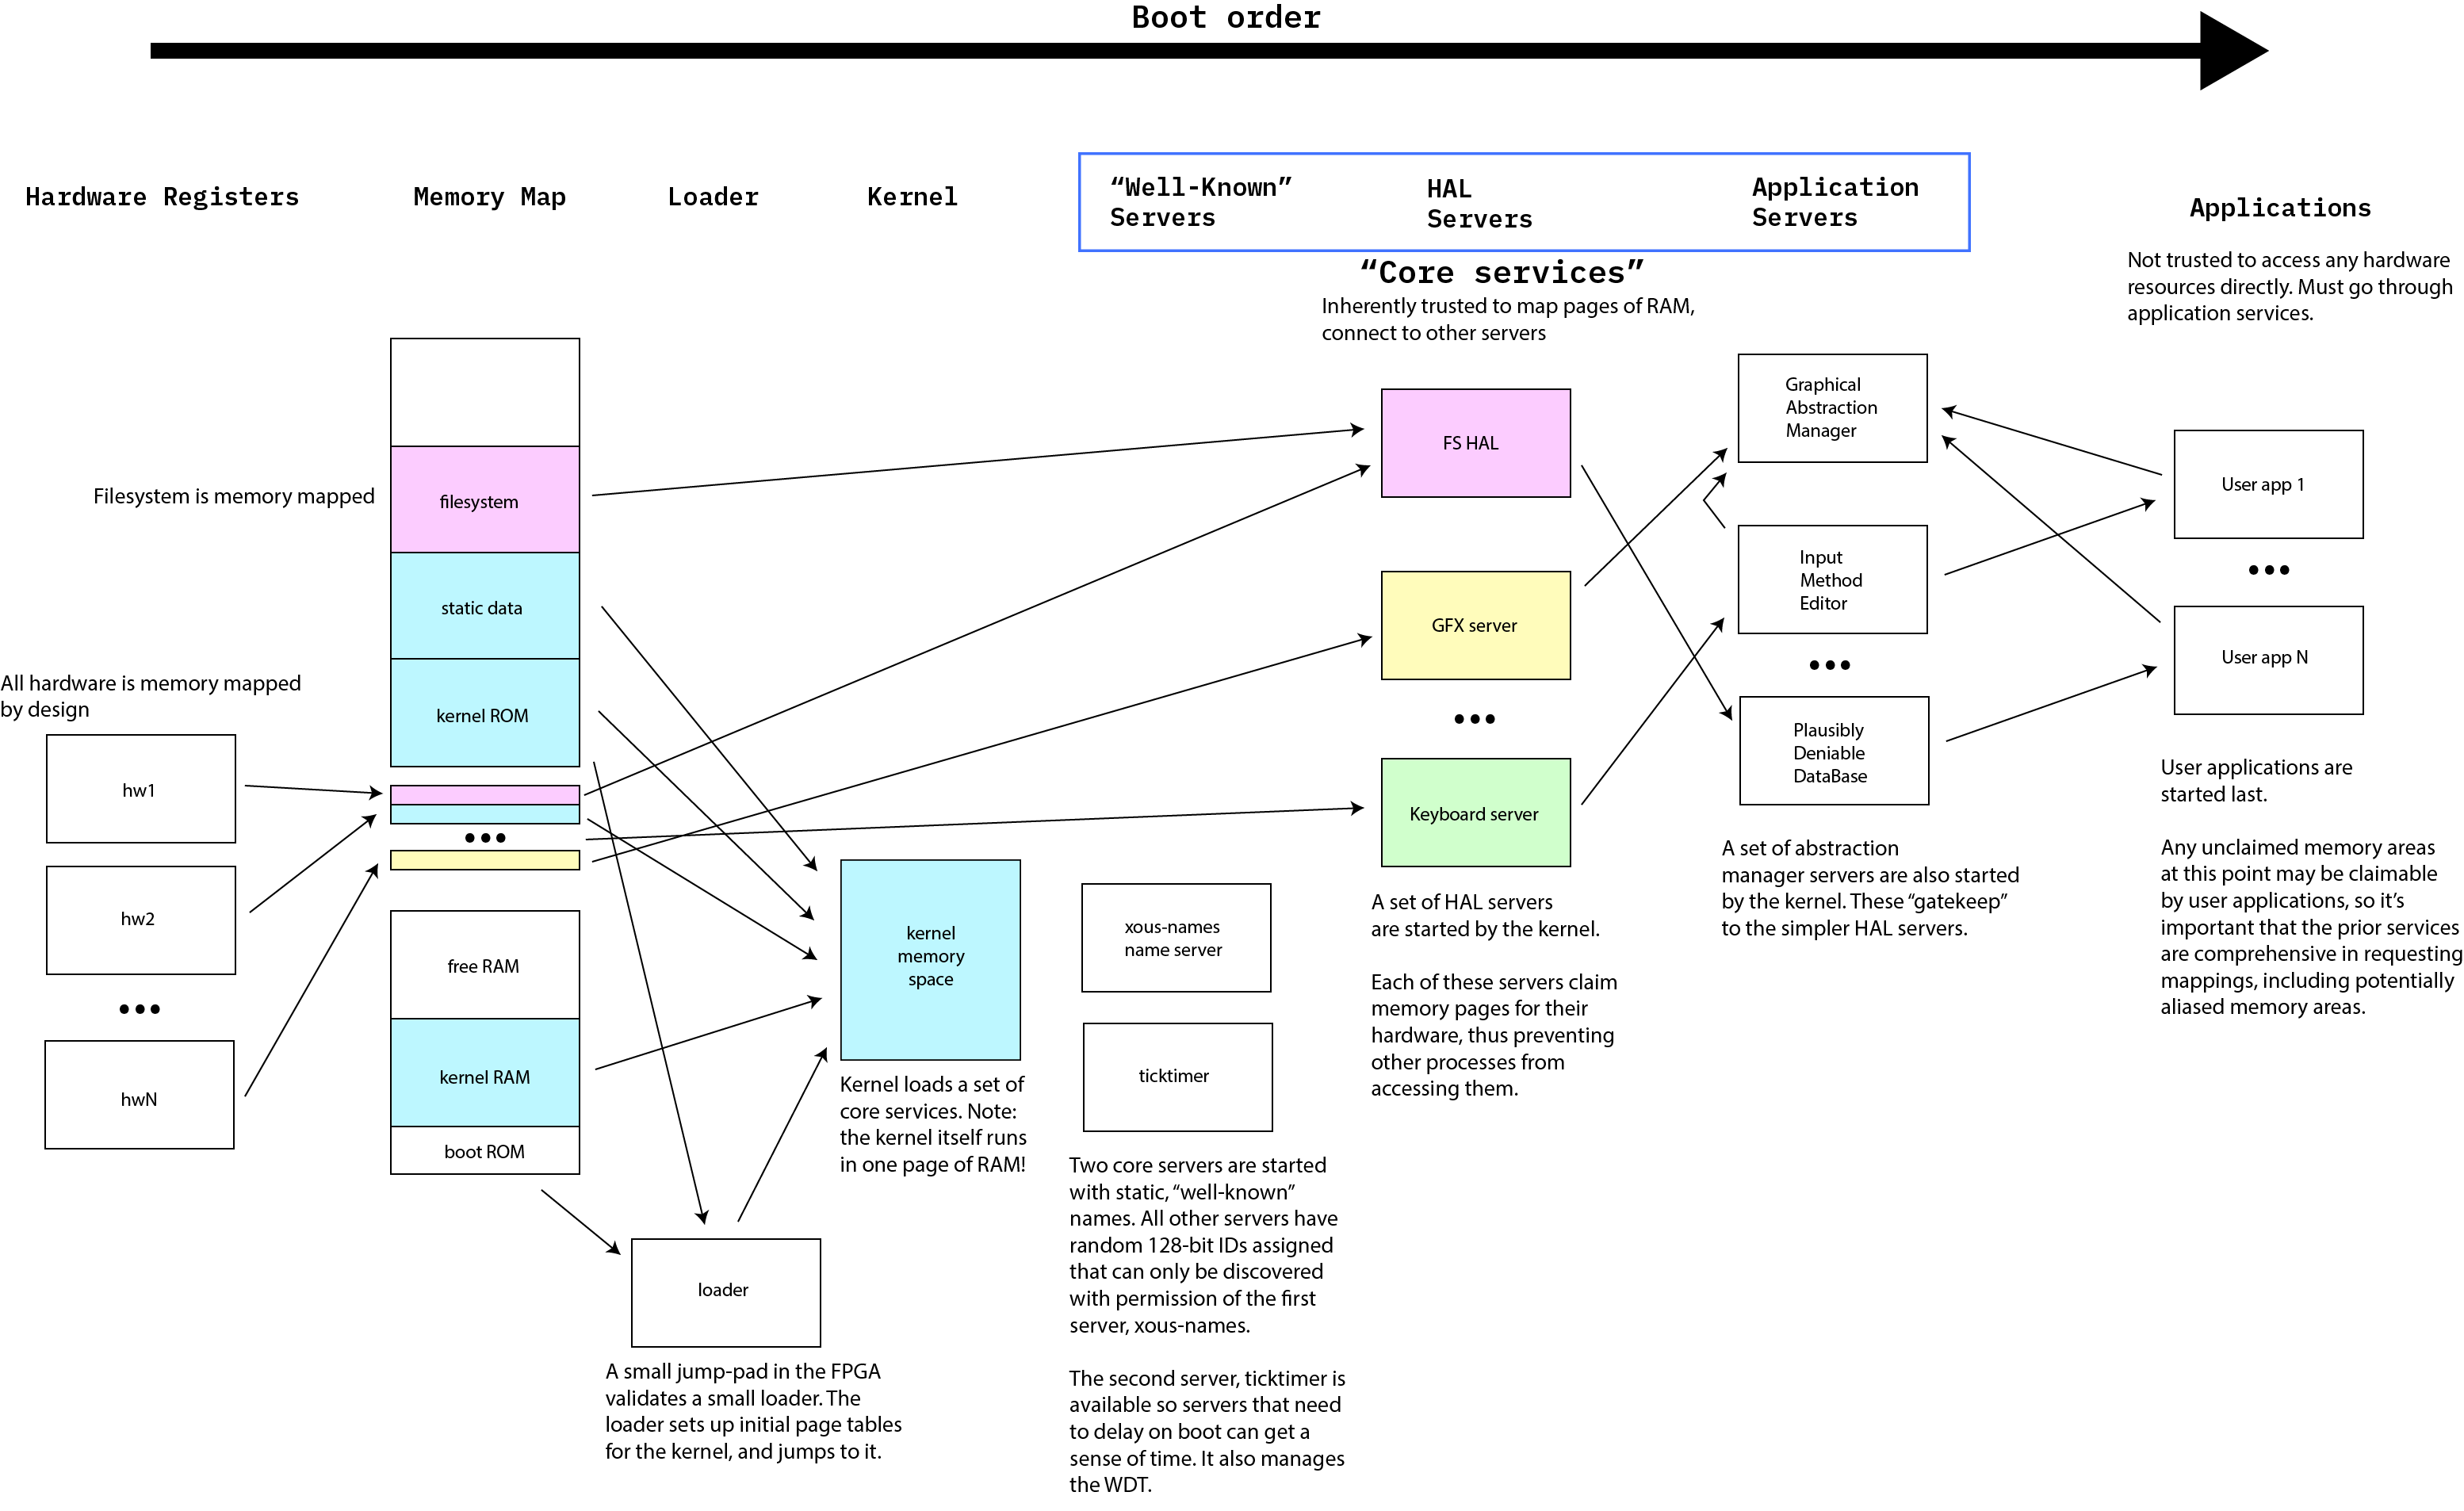 Boot order
Hardware Registers
Memory Map
Loader
Kernel
“Well-Known”
Servers
HAL
Servers
Application
Servers
Applications
“Core services”
Inherently trusted to map pages of RAM,
connect to other servers
Not trusted to access any hardware
resources directly. Must go through
application services.
Filesystem is memory mapped
All hardware is memory mapped
by design
hw1
hw2
•••
hwN
filesystem
static data
kernel ROM
•••
free RAM
kernel RAM
boot ROM
loader
A small jump-pad in the FPGA
validates a small loader. The
loader sets up initial page tables
for the kernel, and jumps to it.
kernel
memory
space
Kernel loads a set of
core services. Note:
the kernel itself runs
in one page of RAM!
xous-names
name server
ticktimer
Two core servers are started
with static, “well-known”
names. All other servers have
random 128-bit IDs assigned
that can only be discovered
with permission of the first
server, xous-names.
The second server, ticktimer is
available so servers that need
to delay on boot can get a
sense of time. It also manages
the WDT.
FS HAL
GFX server
•••
Keyboard server
A set of HAL servers
are started by the kernel.
Each of these servers claim
memory pages for their
hardware, thus preventing
other processes from
accessing them.
Graphical
Abstraction
Manager
Input
Method
Editor
•••
Plausibly
Deniable
DataBase
A set of abstraction
manager servers are also started
by the kernel. These “gatekeep”
to the simpler HAL servers.
User app 1
•••
User app N
User applications are
started last.
Any unclaimed memory areas
at this point may be claimable
by user applications, so it’s
important that the prior services
are comprehensive in requesting
mappings, including potentially
aliased memory areas.